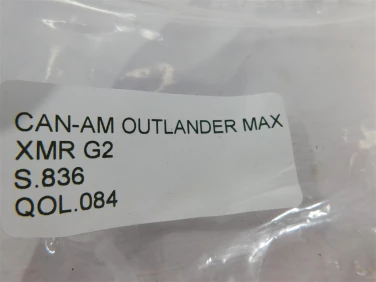 CAN-AM OUTLANDER MAX
XMR G2
S.836
QOL.084